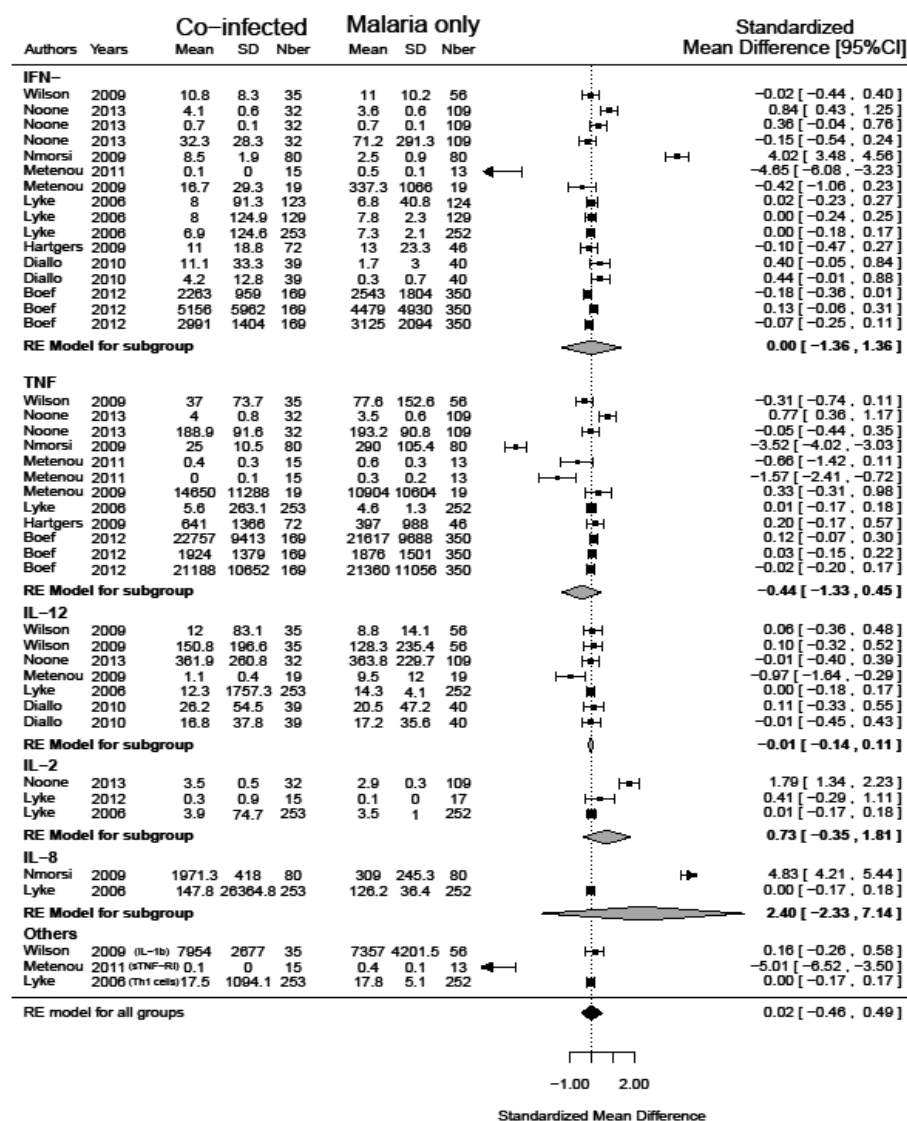 Co-infected Malaria only Standardized
Authors Years Mean SD Nber Mean SD Nber Mean Difference [95%CI]
IFN-
Wilson 2009 10.8 8.3 35 11 10.2 56 -0.02 [ -0.44 , 0.40 ]
Noone 2013 4.1 0.6 32 3.6 0.6 109 0.84 [ 0.43 , 1.25 ]
Noone 2013 0.7 0.1 32 0.7 0.1 109 0.36 [ -0.04 , 0.76 ]
Noone 2013 32.3 28.3 32 71.2 291.3 109 -0.15 [ -0.54 , 0.24 ]
Nmorsi 2009 8.5 1.9 80 2.5 0.9 80 4.02 [ 3.48 , 4.56 ]
Metenou 2011 0.1 0 15 0.5 0.1 13 -4.65 [ -6.08 , -3.23 ]
Metenou 2009 16.7 29.3 19 337.3 1066 19 -0.42 [ -1.06 , 0.23 ]
Lyke 2006 8 91.3 123 6.8 40.8 124 0.02 [ -0.23 , 0.27 ]
Lyke 2006 8 124.9 129 7.8 2.3 129 0.00 [ -0.24 , 0.25 ]
Lyke 2006 6.9 124.6 253 7.3 2.1 252 0.00 [ -0.18 , 0.17 ]
Hartgers 2009 11 18.8 72 13 23.3 46 -0.10 [ -0.47 , 0.27 ]
Diallo 2010 11.1 33.3 39 1.7 3 40 0.40 [ -0.05 , 0.84 ]
Diallo 2010 4.2 12.8 39 0.3 0.7 40 0.44 [ -0.01 , 0.88 ]
Boef 2012 2263 959 169 2543 1804 350 -0.18 [ -0.36 , 0.01 ]
Boef 2012 5156 5962 169 4479 4930 350 0.13 [ -0.06 , 0.31 ]
Boef 2012 2991 1404 169 3125 2094 350 -0.07 [ -0.25 , 0.11 ]
RE Model for subgroup 0.00 [ -1.36 , 1.36 ]
TNF
Wilson 2009 37 73.7 35 77.6 152.6 56 -0.31 [ -0.74 , 0.11 ]
Noone 2013 4 0.8 32 3.5 0.6 109 0.77 [ 0.36 , 1.17 ]
Noone 2013 188.9 91.6 32 193.2 90.8 109 -0.05 [ -0.44 , 0.35 ]
Nmorsi 2009 25 10.5 80 290 105.4 80 -3.52 [ -4.02 , -3.03 ]
Metenou 2011 0.4 0.3 15 0.6 0.3 13 -0.66 [ -1.42 , 0.11 ]
Metenou 2011 0 0.1 15 0.3 0.2 13 -1.57 [ -2.41 , -0.72 ]
Metenou 2009 14650 11288 19 10904 10604 19 0.33 [ -0.31 , 0.98 ]
Lyke 2006 5.6 263.1 253 4.6 1.3 252 0.01 [ -0.17 , 0.18 ]
Hartgers 2009 641 1366 72 397 988 46 0.20 [ -0.17 , 0.57 ]
Boef 2012 22757 9413 169 21617 9688 350 0.12 [ -0.07 , 0.30 ]
Boef 2012 1924 1379 169 1876 1501 350 0.03 [ -0.15 , 0.22 ]
Boef 2012 21188 10652 169 21360 11056 350 -0.02 [ -0.20 , 0.17 ]
RE Model for subgroup -0.44 [ -1.33 , 0.45 ]
IL-12
Wilson 2009 12 83.1 35 8.8 14.1 56 0.06 [ -0.36 , 0.48 ]
Wilson 2009 150.8 196.6 35 128.3 235.4 56 0.10 [ -0.32 , 0.52 ]
Noone 2013 361.9 260.8 32 363.8 229.7 109 -0.01 [ -0.40 , 0.39 ]
Metenou 2009 1.1 0.4 19 9.5 12 19 -0.97 [ -1.64 , -0.29 ]
Lyke 2006 12.3 1757.3 253 14.3 4.1 252 0.00 [ -0.18 , 0.17 ]
Diallo 2010 26.2 54.5 39 20.5 47.2 40 0.11 [ -0.33 , 0.55 ]
Diallo 2010 16.8 37.8 39 17.2 35.6 40 -0.01 [ -0.45 , 0.43 ]
RE Model for subgroup -0.01 [ -0.14 , 0.11 ]
IL-2
Noone 2013 3.5 0.5 32 2.9 0.3 109 1.79 [ 1.34 , 2.23 ]
Lyke 2012 0.3 0.9 15 0.1 0 17 0.41 [ -0.29 , 1.11 ]
Lyke 2006 3.9 74.7 253 3.5 1 252 0.01 [ -0.17 , 0.18 ]
RE Model for subgroup 0.73 [ -0.35 , 1.81 ]
IL-8
Nmorsi 2009 1971.3 418 80 309 245.3 80 4.83 [ 4.21 , 5.44 ]
Lyke 2006 147.8 26364.8 253 126.2 36.4 252 0.00 [ -0.17 , 0.18 ]
RE Model for subgroup 2.40 [ -2.33 , 7.14 ]
Others
Wilson 2009 (IL-1b) 7954 2677 35 7357 4201.5 56 0.16 [ -0.26 , 0.58 ]
Metenou 2011 (sTNF-RI) 0.1 0 15 0.4 0.1 13 -5.01 [ -6.52 , -3.50 ]
Lyke 2006 (Th1 cells) 17.5 1094.1 253 17.8 5.1 252 0.00 [ -0.17 , 0.17 ]
RE model for all groups 0.02 [ -0.46 , 0.49 ]
-1.00 2.00
Standardized Mean Difference